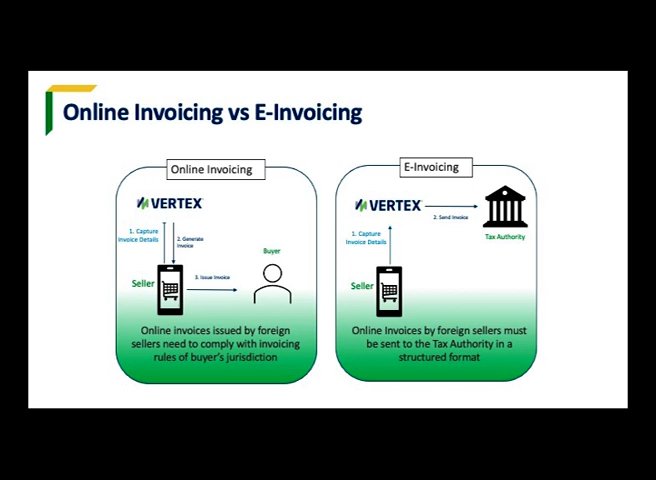 Online Invoicing vs E-Invoicing
Online Invoicing
VERTEX
1. Capture
Invoice Details
2. Generate
Invoice
Buyer
Seller
3. Issue Invoice
Online invoices issued by foreign
sellers need to comply with invoicing
rules of buyer's jurisdiction
E-Invoicing
VERTEX
2. Send Invoice
Tax Authority
1. Capture
Invoice Details
Seller
Online Invoices by foreign sellers must
be sent to the Tax Authority in a
structured format